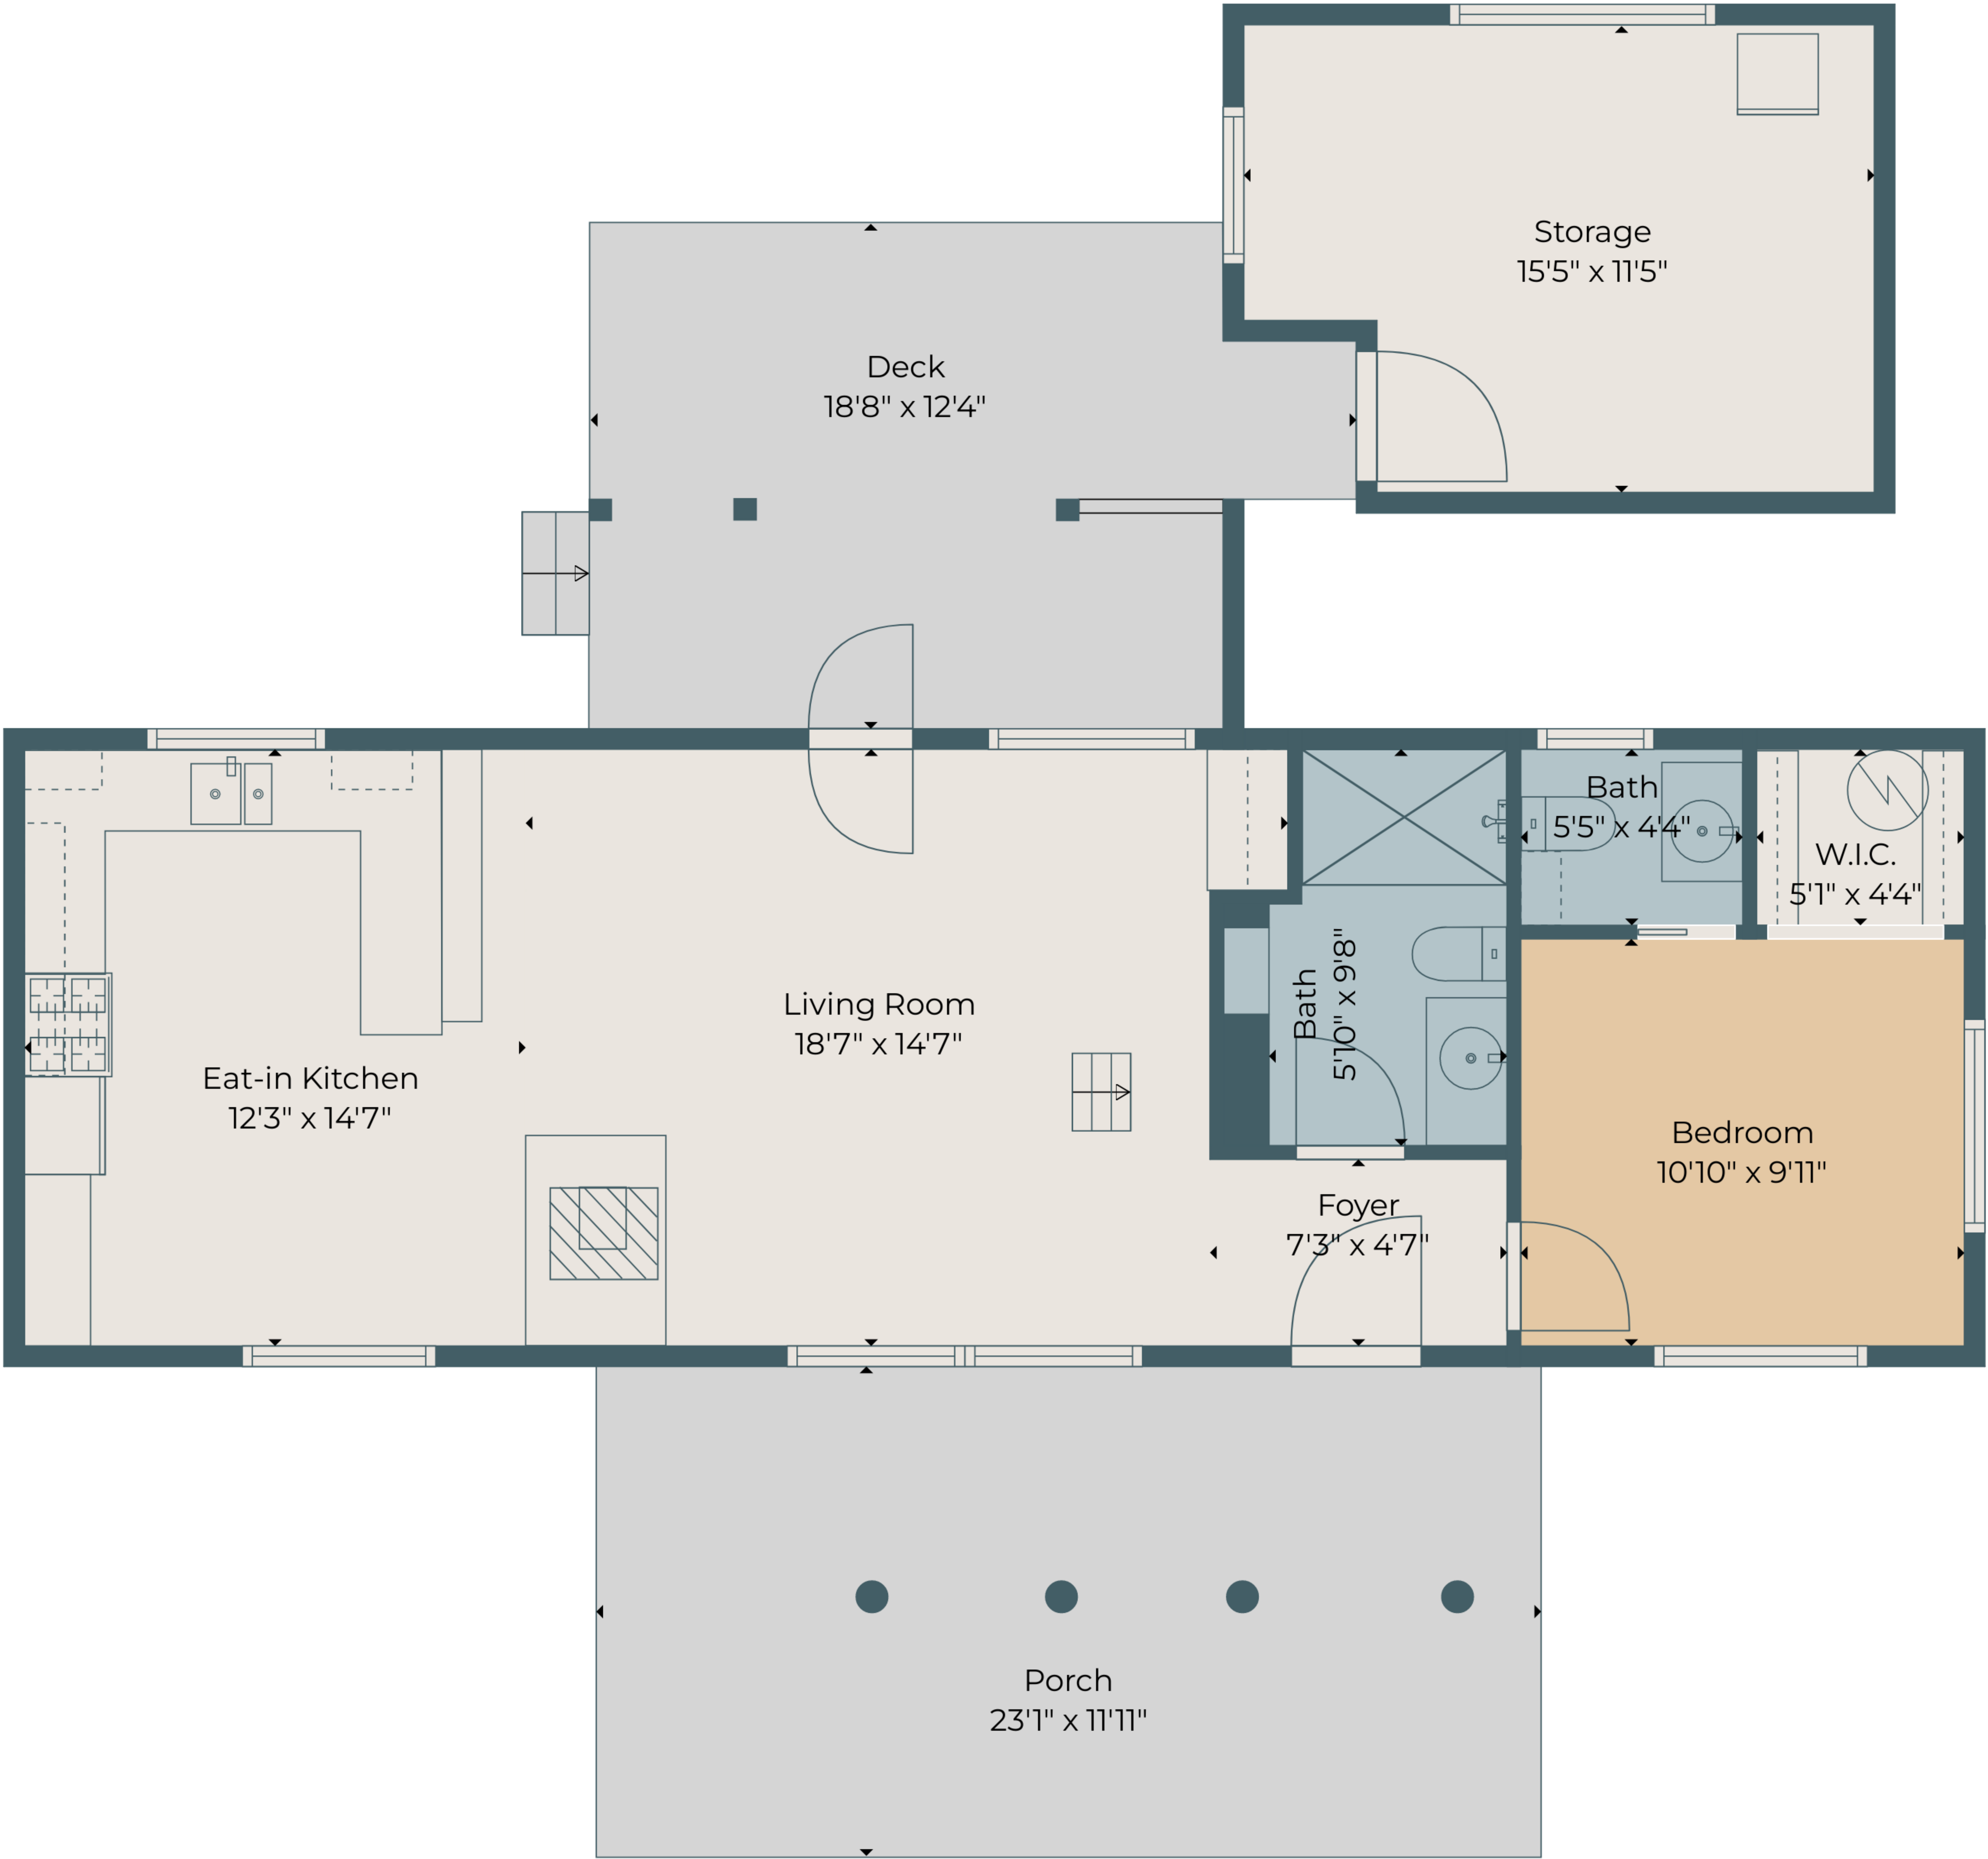 Storage
15'5" x 11'5"
Deck
18'8" x 12'4"
Bath
5'5" x 4'4"
W.I.C.
5'1" x 4'4"
Living Room
18'7" x 14'7"
Bath
5'10" x 9'8"
Eat-in Kitchen
12'3" x 14'7"
Bedroom
10'10" x 9'11"
Foyer
7'3" x 4'7"
Porch
23'1" x 11'11"